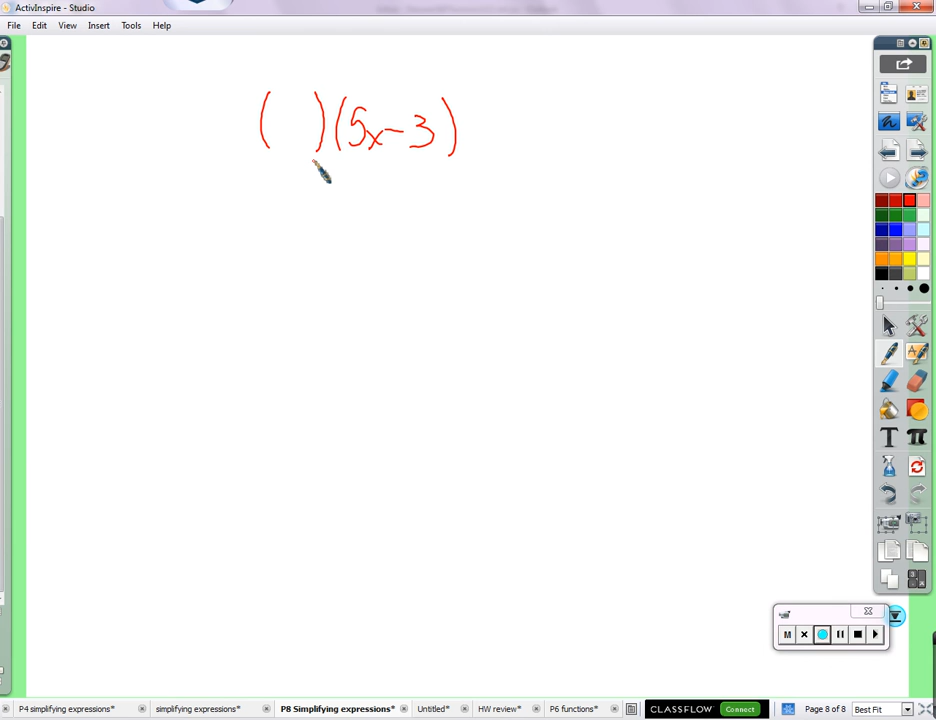 ActivInspire - Studio
File Edit View Insert Tools Help
( )(5x-3)
M
P4 simplifying expressions* simplifying expressions* P8 Simplifying expressions* Untitled* HW review* P6 functions* CLASSFLOW Connect Page 8 of 8 Best Fit